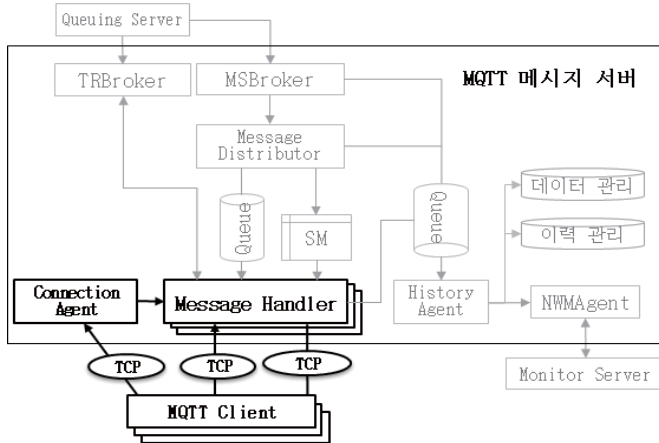 Queuing Server
TRBroker
MSBroker
MQTT 메시지 서버
Message
Distributor
Queue
SM
Queue
데이터 관리
이력 관리
Connection
Agent
Message Handler
History
Agent
NWMAgent
TCP
TCP
TCP
Monitor Server
MQTT Client